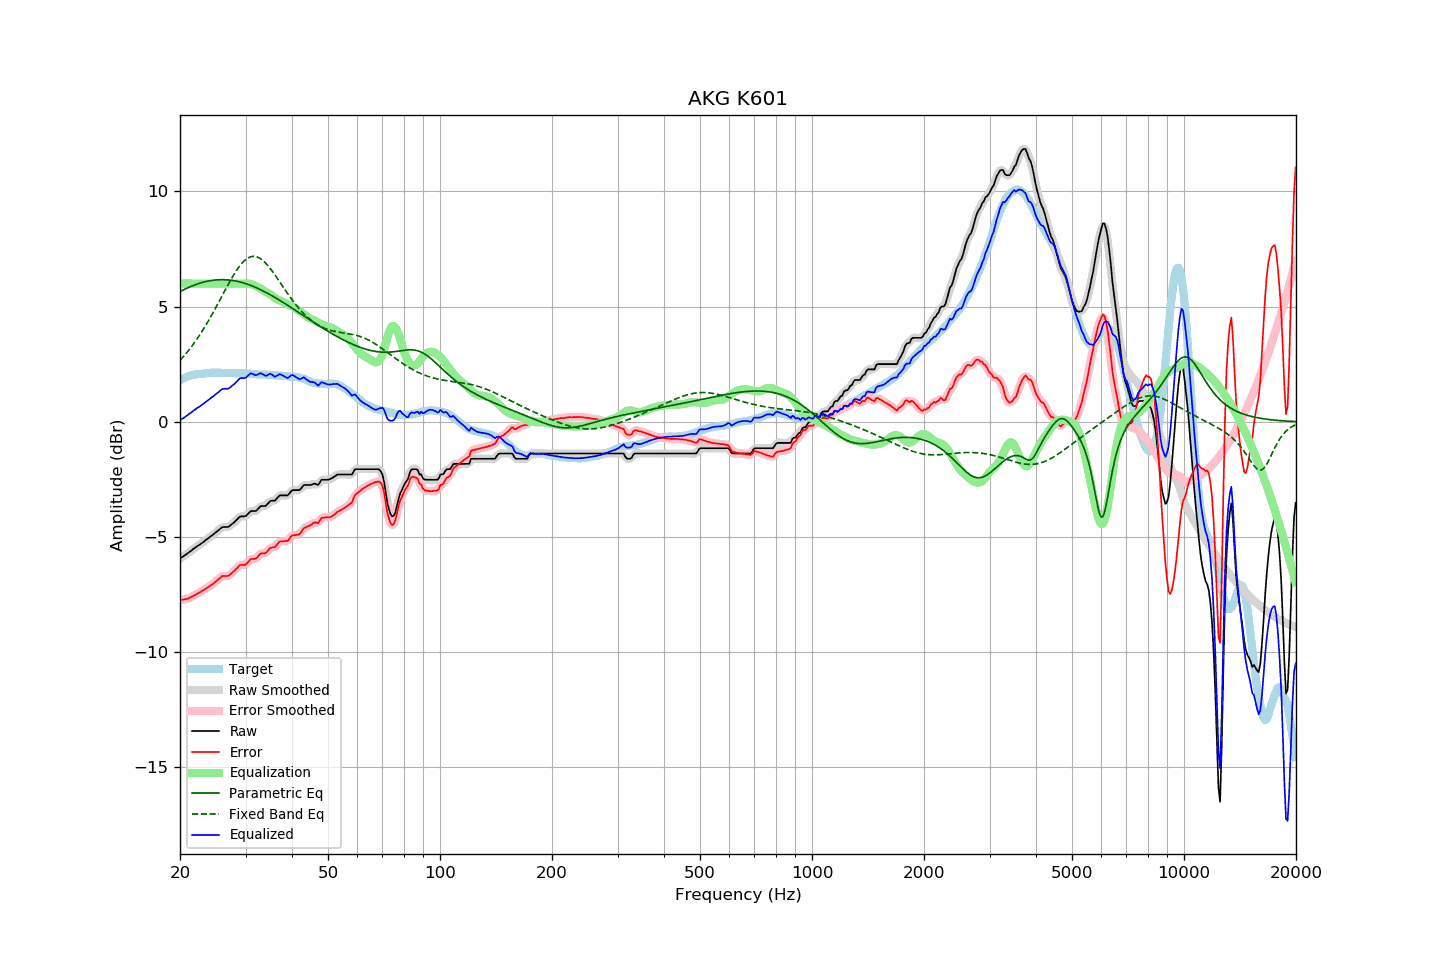 AKG K601
Amplitude (dBr)
10
5
0
−5
−10
−15
Target
Raw Smoothed
Error Smoothed
Raw
Error
Equalization
Parametric Eq
Fixed Band Eq
Equalized
20 50 100 200 500 1000 2000 5000 10000 20000
Frequency (Hz)